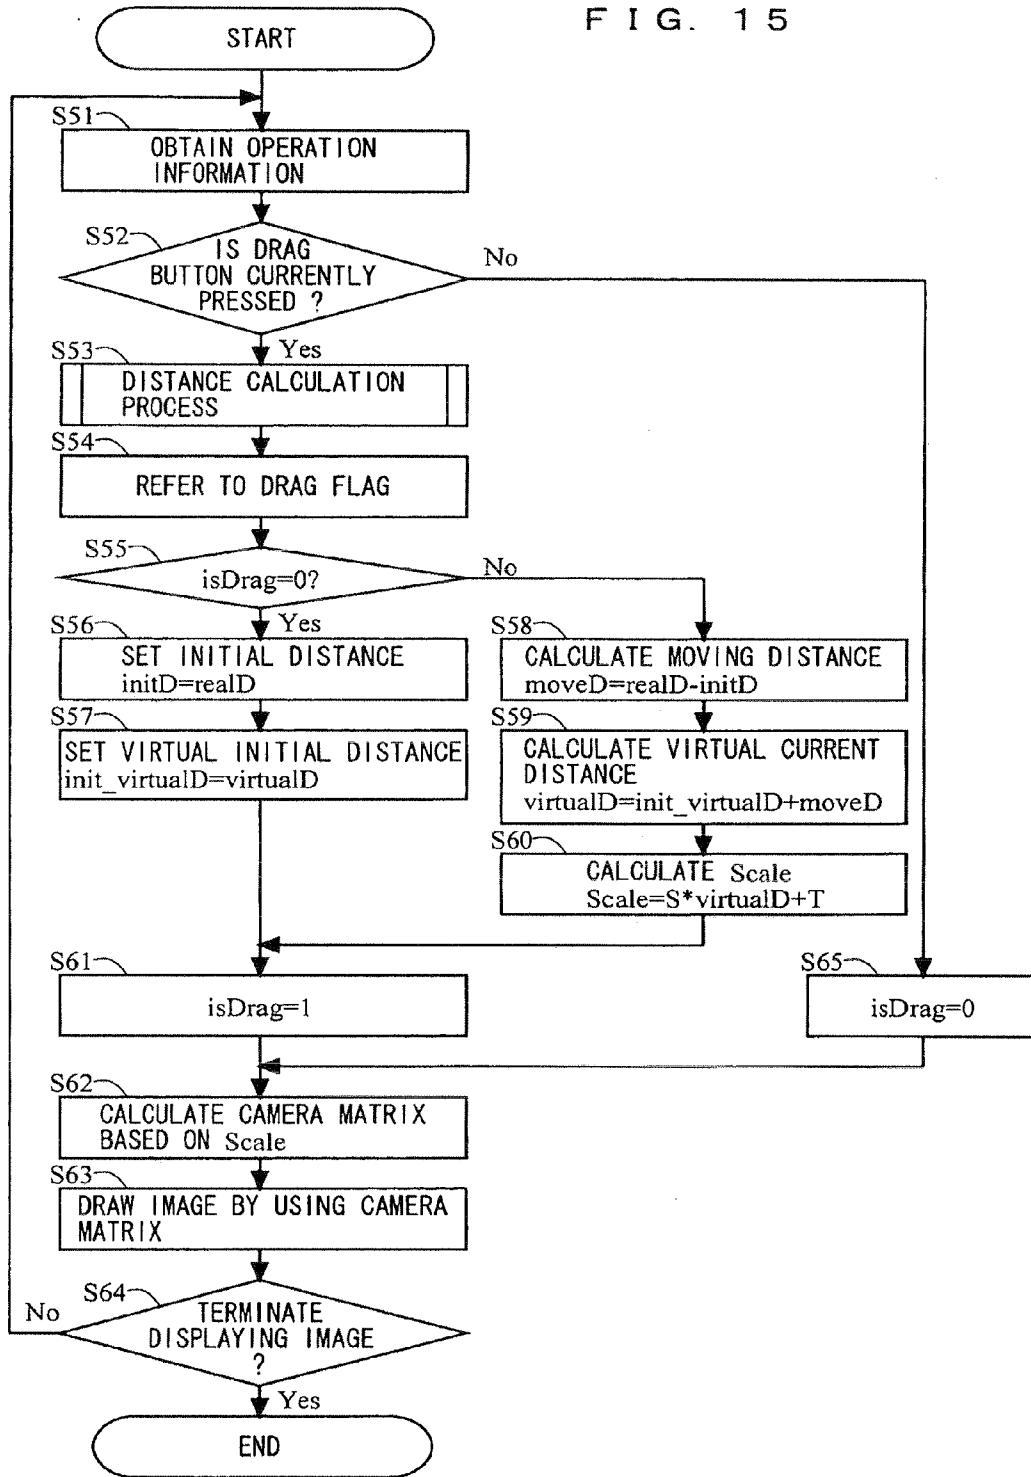 FIG. 15
START
S51
OBTAIN OPERATION
INFORMATION
S52
IS DRAG
BUTTON CURRENTLY
PRESSED ?
No
Yes
S53
DISTANCE CALCULATION
PROCESS
S54
REFER TO DRAG FLAG
S55
isDrag=0?
No
Yes
S56
SET INITIAL DISTANCE
initD=realD
S57
SET VIRTUAL INITIAL DISTANCE
init_virtualD=virtualD
S58
CALCULATE MOVING DISTANCE
moveD=realD-initD
S59
CALCULATE VIRTUAL CURRENT
DISTANCE
virtualD=init_virtualD+moveD
S60
CALCULATE Scale
Scale=S*virtualD+T
S61
isDrag=1
S65
isDrag=0
S62
CALCULATE CAMERA MATRIX
BASED ON Scale
S63
DRAW IMAGE BY USING CAMERA
MATRIX
S64
TERMINATE
DISPLAYING IMAGE
?
No
Yes
END